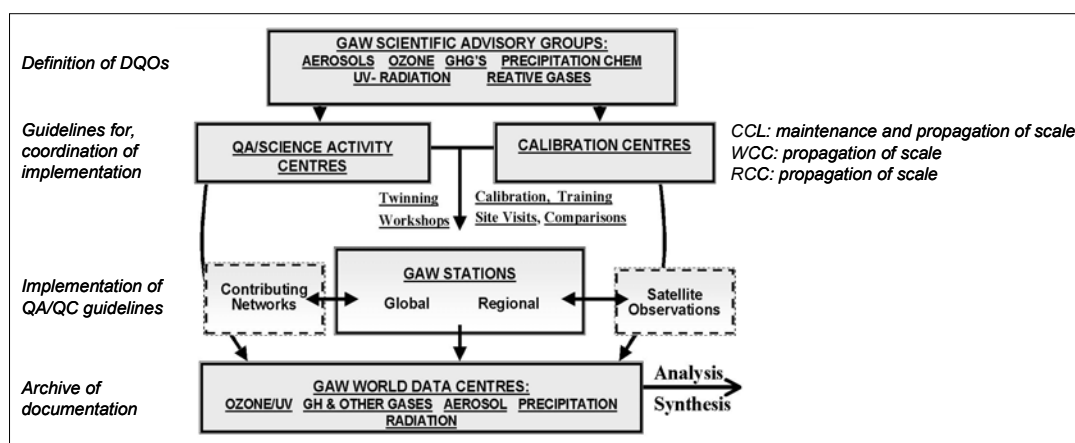 GAW SCIENTIFIC ADVISORY GROUPS:
AEROSOLS OZONE GHG'S PRECIPITATION CHEM
UV- RADIATION REATIVE GASES
Definition of DQOs
Guidelines for,
coordination of
implementation
QA/SCIENCE ACTIVITY
CENTRES
CALIBRATION CENTRES
CCL: maintenance and propagation of scale
WCC: propagation of scale
RCC: propagation of scale
Twinning
Workshops
Calibration, Training
Site Visits, Comparisons
Implementation of
QA/QC guidelines
Contributing
Networks
GAW STATIONS
Global Regional
Satellite
Observations
Archive of
documentation
GAW WORLD DATA CENTRES:
OZONE/UV GH & OTHER GASES AEROSOL PRECIPITATION
RADIATION
Analysis
Synthesis